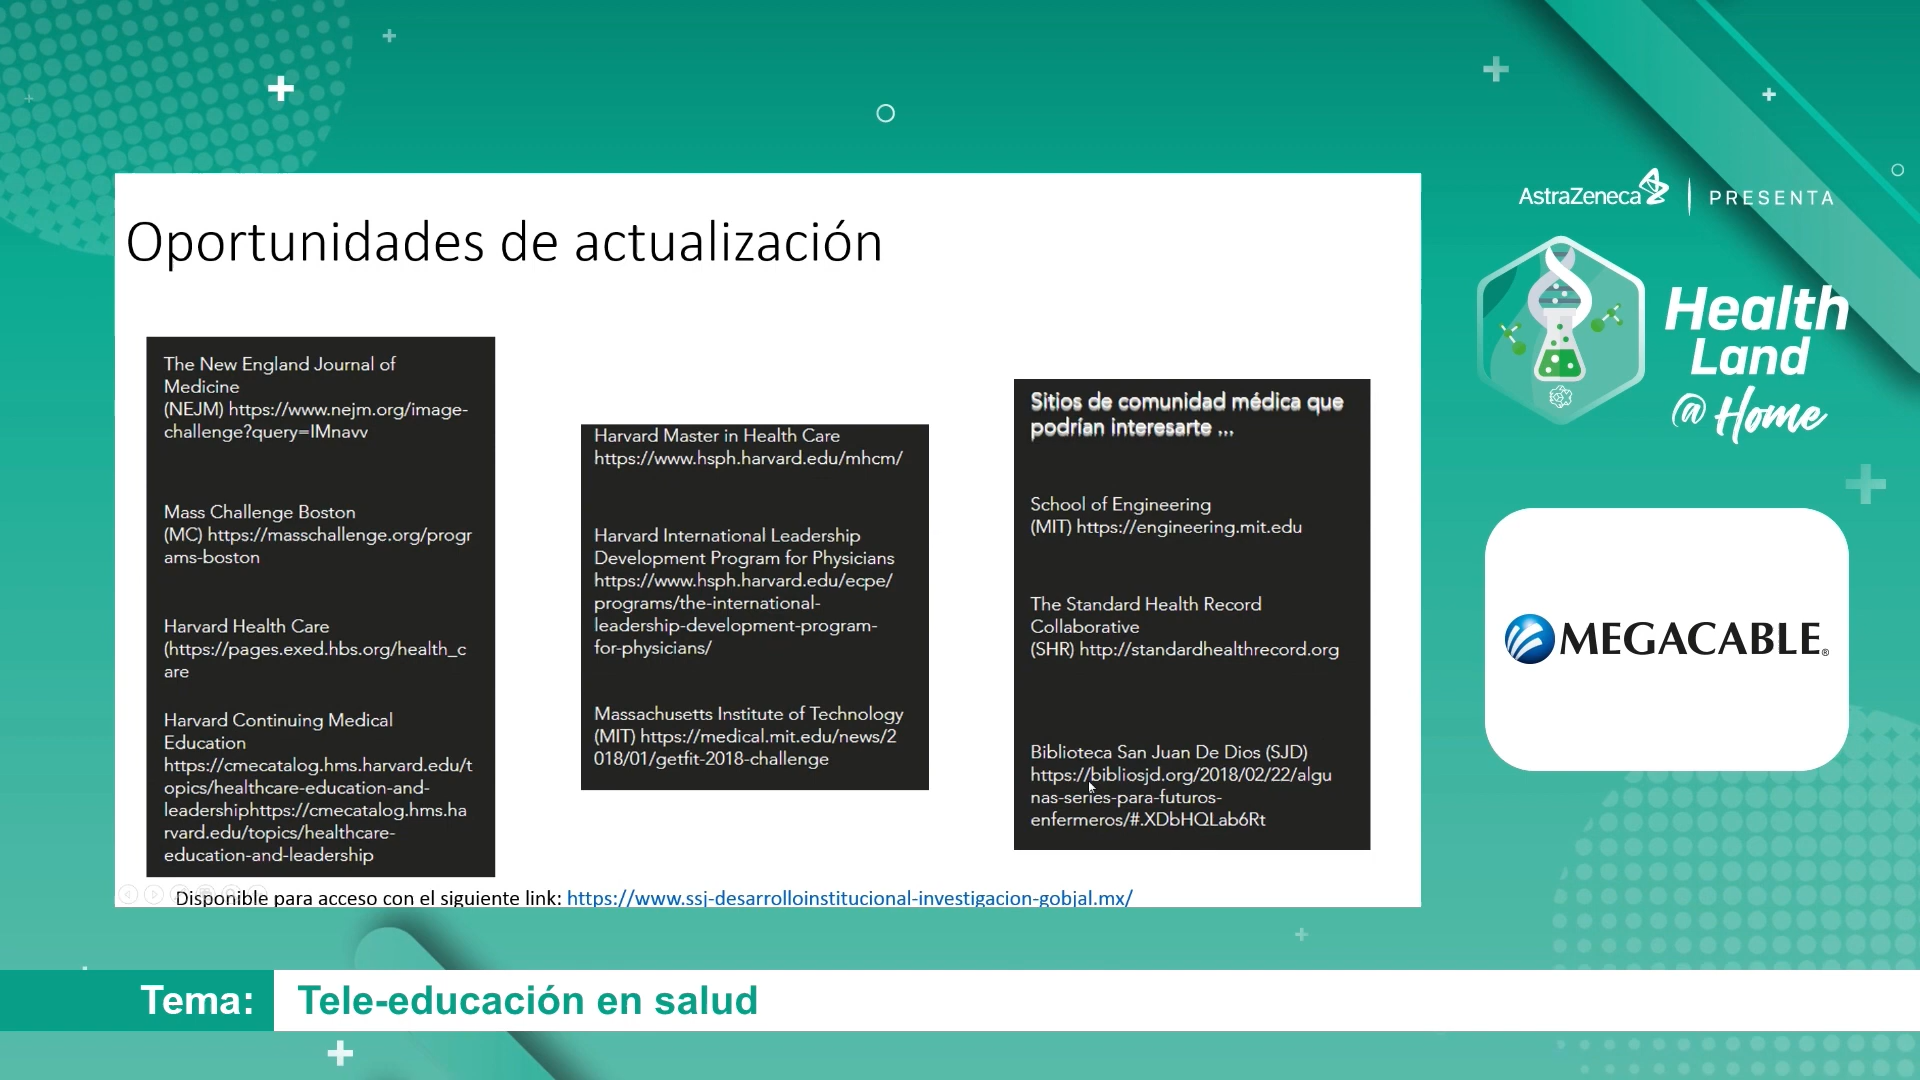 Oportunidades de actualización
The New England Journal of
Medicine
(NEJM) https://www.nejm.org/image-
challenge?query=IMnavv
Mass Challenge Boston
(MC) https://masschallenge.org/progr
ams-boston
Harvard Health Care
(https://pages.exed.hbs.org/health_c
are
Harvard Continuing Medical
Education
https://cmecatalog.hms.harvard.edu/t
opics/healthcare-education-and-
leadershiphttps://cmecatalog.hms.ha
rvard.edu/topics/healthcare-
education-and-leadership
Harvard Master in Health Care
https://www.hsph.harvard.edu/mhcm/
Harvard International Leadership
Development Program for Physicians
https://www.hsph.harvard.edu/ecpe/
programs/the-international-
leadership-development-program-
for-physicians/
Massachusetts Institute of Technology
(MIT) https://medical.mit.edu/news/2
018/01/getfit-2018-challenge
Sitios de comunidad médica que
podrían interesarte ...
School of Engineering
(MIT) https://engineering.mit.edu
The Standard Health Record
Collaborative
(SHR) http://standardhealthrecord.org
Biblioteca San Juan De Dios (SJD)
https://bibliosjd.org/2018/02/22/algu
nas-series-para-futuros-
enfermeros/#.XDbHQLab6Rt
Disponible para acceso con el siguiente link: https://www.ssj-desarrolloinstitucional-investigacion-gobjal.mx/
AstraZeneca | PRESENTA
Health
Land
@ Home
MEGACABLE®
Tema: Tele-educación en salud